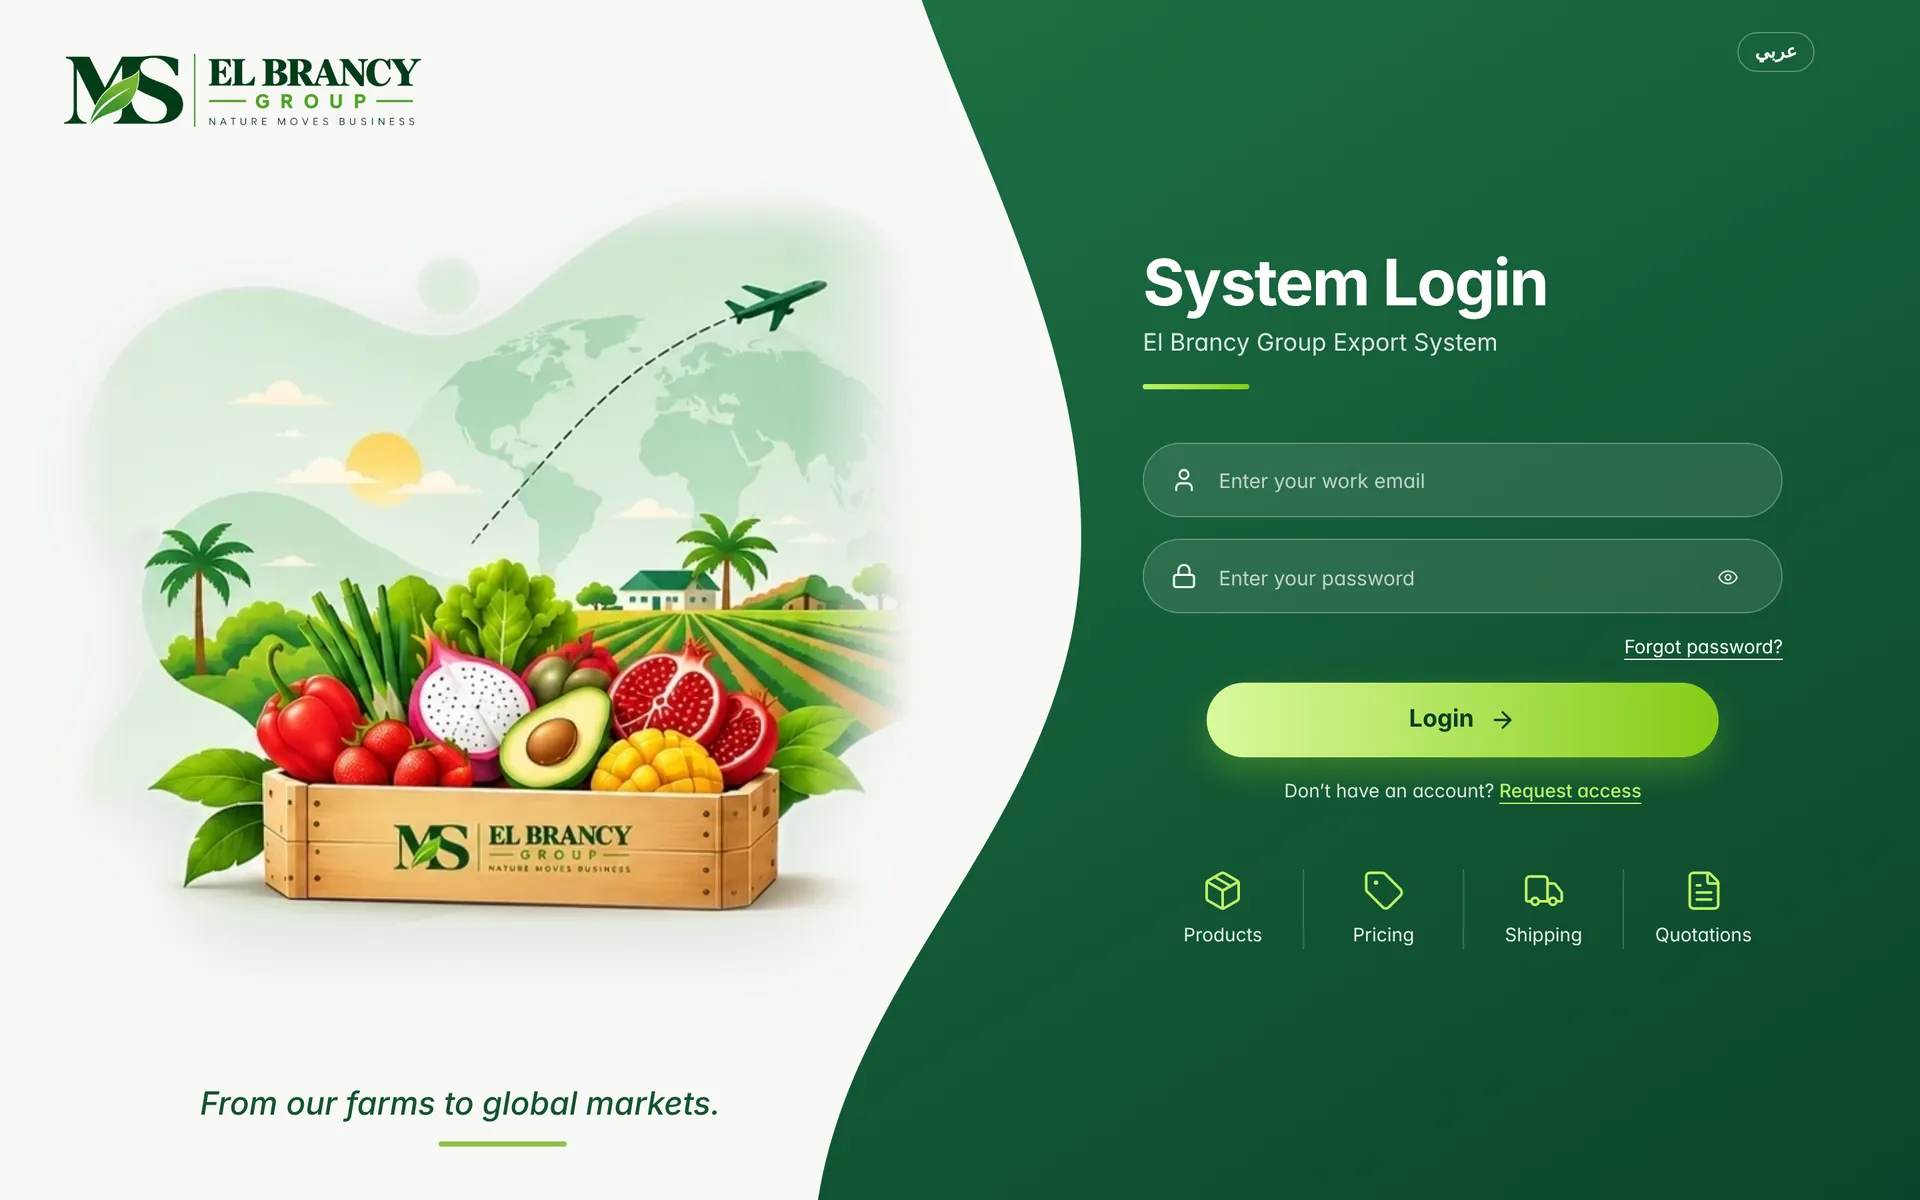 MS EL BRANCY
GROUP
NATURE MOVES BUSINESS
عربي
System Login
El Brancy Group Export System
Enter your work email
Enter your password
Forgot password?
Login
Don’t have an account? Request access
Products
Pricing
Shipping
Quotations
MS EL BRANCY
GROUP
NATURE MOVES BUSINESS
From our farms to global markets.